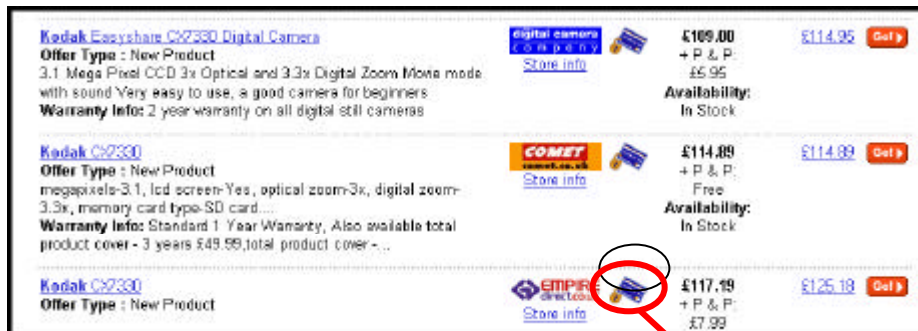 Kodak Easyshare CX7330 Digital Camera
Offer Type : New Product
3.1 Mega Pixel CCD 3x Optical and 3.3x Digital Zoom Movie mode
with sound Very easy to use, a good camera for beginners
Warranty Info: 2 year warranty on all digital still cameras
digital camera
company
Store info
£109.00
+ P & P:
£5.95
Availability:
In Stock
£114.95
Go!
Kodak CX7330
Offer Type : New Product
megapixels-3.1, lcd screen-Yes, optical zoom-3x, digital zoom-
3.3x, memory card type-SD card....
Warranty Info: Standard 1 Year Warranty, Also available total
product cover - 3 years £49.99,total product cover -...
COMET
comet.co.uk
Store info
£114.89
+ P & P:
Free
Availability:
In Stock
£114.89
Go!
Kodak CX7330
Offer Type : New Product
EMPIRE
direct.co
Store info
£117.19
+ P & P:
£7.99
£125.18
Go!